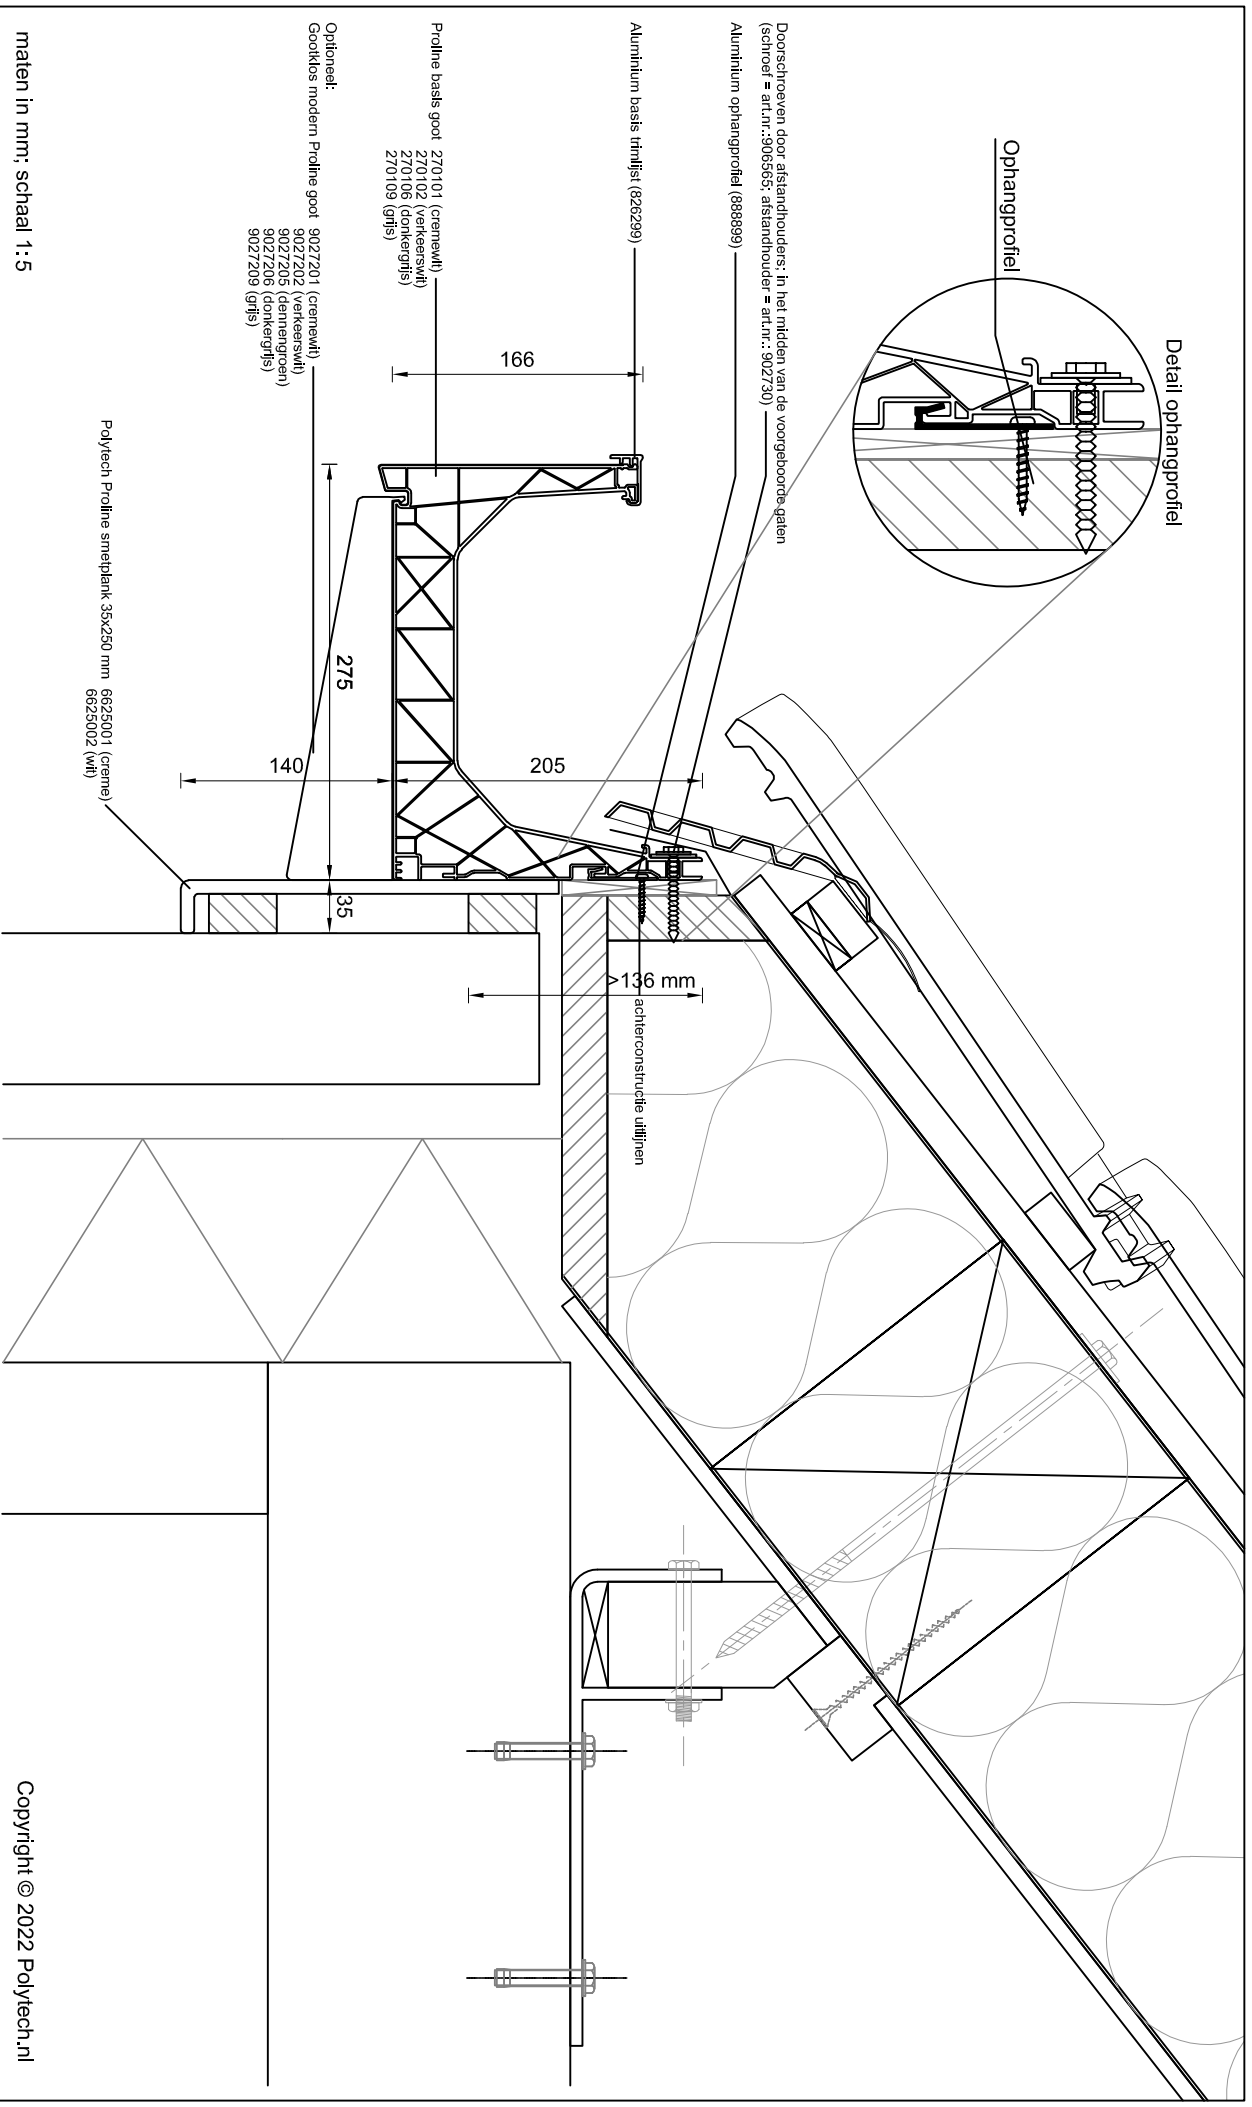 Detail ophangprofiel
Ophangprofiel
Doorschroeven door afstandhouders; in het midden van de voorgeboorde gaten
(schroef = art.nr.:906565; afstandhouder = art.nr.: 902730)
Aluminium ophangprofiel (888899)
Aluminium basis trimlijst (826299)
Proline basis goot 270101 (cremewit)
270102 (verkeerswit)
270106 (donkergrijs)
270109 (grijs)
Optioneel:
Gootklos modern Proline goot 9027201 (cremewit)
9027202 (verkeerswit)
9027205 (dennengroen)
9027206 (donkergrijs)
9027209 (grijs)
166
275
140
205
35
>136 mm
achterconstructie uitlijnen
Polytech Proline smetplank 35x250 mm 6625001 (creme)
6625002 (wit)
maten in mm; schaal 1:5
Copyright © 2022 Polytech.nl